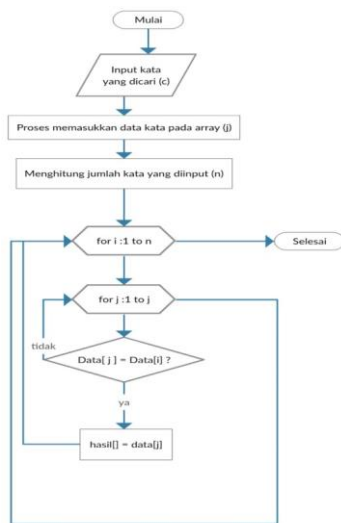 Mulai
Input kata
yang dicari (c)
Proses memasukkan data kata pada array (j)
Menghitung jumlah kata yang diinput (n)
for i :1 to n
Selesai
for j :1 to j
tidak
Data[ j ] = Data[i] ?
ya
hasil[] = data[j]